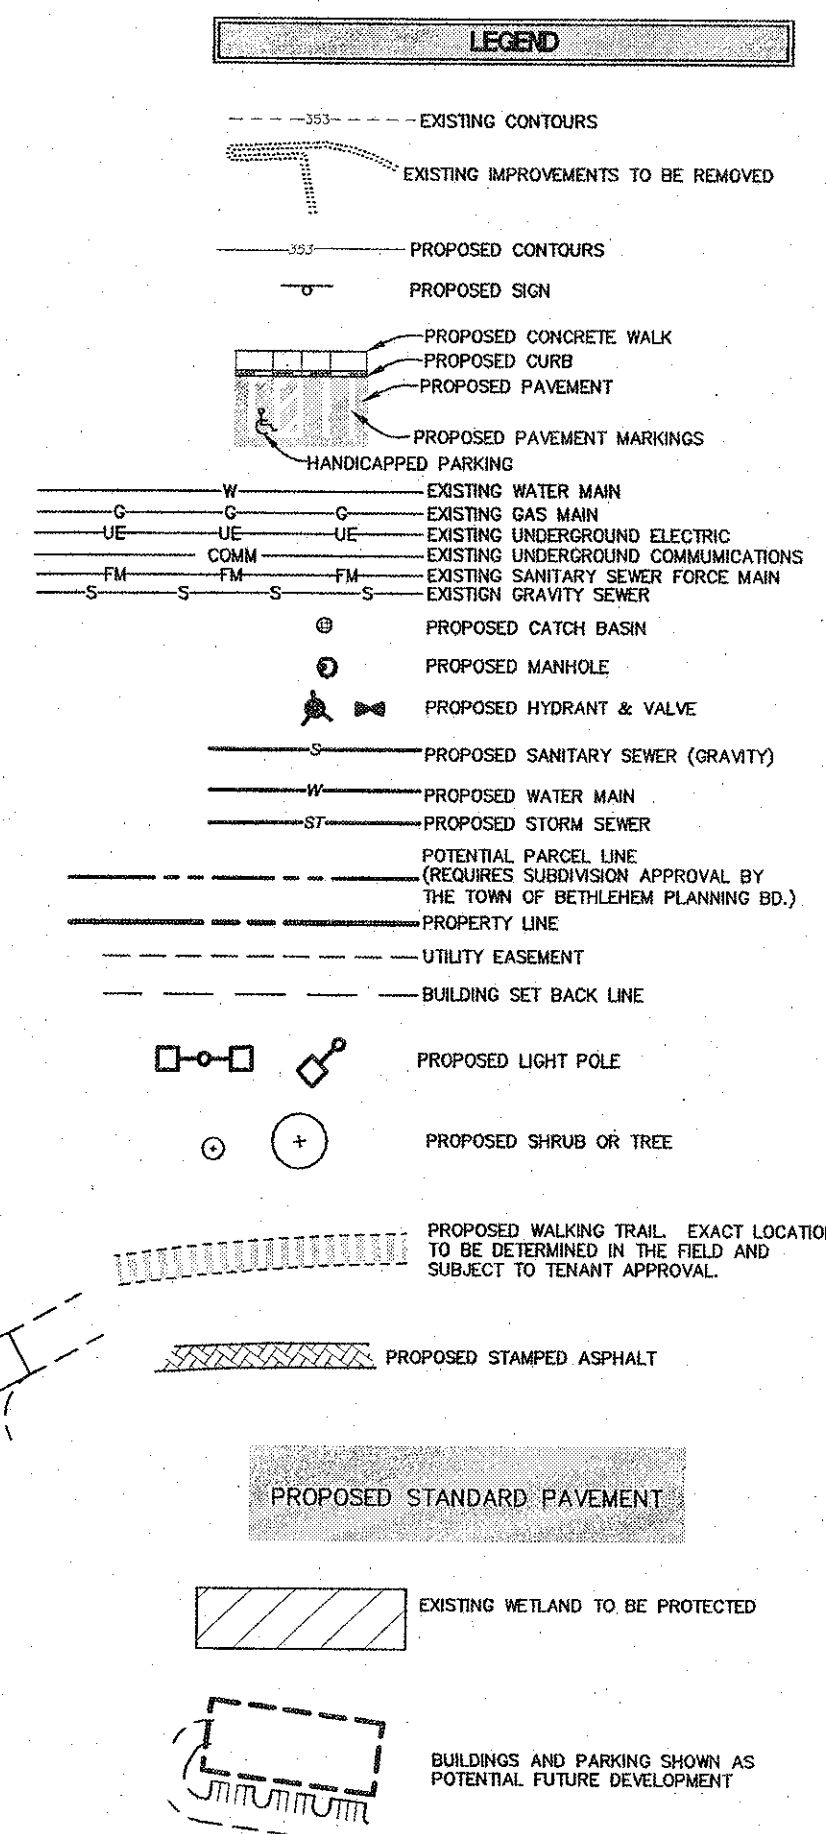 LEGEND
353 EXISTING CONTOURS
EXISTING IMPROVEMENTS TO BE REMOVED
353 PROPOSED CONTOURS
PROPOSED SIGN
PROPOSED CONCRETE WALK
PROPOSED CURB
PROPOSED PAVEMENT
PROPOSED PAVEMENT MARKINGS
HANDICAPPED PARKING
W EXISTING WATER MAIN
G G G EXISTING GAS MAIN
UE UE UE EXISTING UNDERGROUND ELECTRIC
COMM EXISTING UNDERGROUND COMMUMICATIONS
FM FM FM EXISTING SANITARY SEWER FORCE MAIN
S S S S EXISTIGN GRAVITY SEWER
PROPOSED CATCH BASIN
PROPOSED MANHOLE
PROPOSED HYDRANT & VALVE
S PROPOSED SANITARY SEWER (GRAVITY)
W PROPOSED WATER MAIN
ST PROPOSED STORM SEWER
POTENTIAL PARCEL LINE
(REQUIRES SUBDIVISION APPROVAL BY
THE TOWN OF BETHLEHEM PLANNING BD.)
PROPERTY LINE
UTILITY EASEMENT
BUILDING SET BACK LINE
PROPOSED LIGHT POLE
PROPOSED SHRUB OR TREE
PROPOSED WALKING TRAIL. EXACT LOCATION
TO BE DETERMINED IN THE FIELD AND
SUBJECT TO TENANT APPROVAL.
PROPOSED STAMPED ASPHALT
PROPOSED STANDARD PAVEMENT
EXISTING WETLAND TO BE PROTECTED
BUILDINGS AND PARKING SHOWN AS
POTENTIAL FUTURE DEVELOPMENT